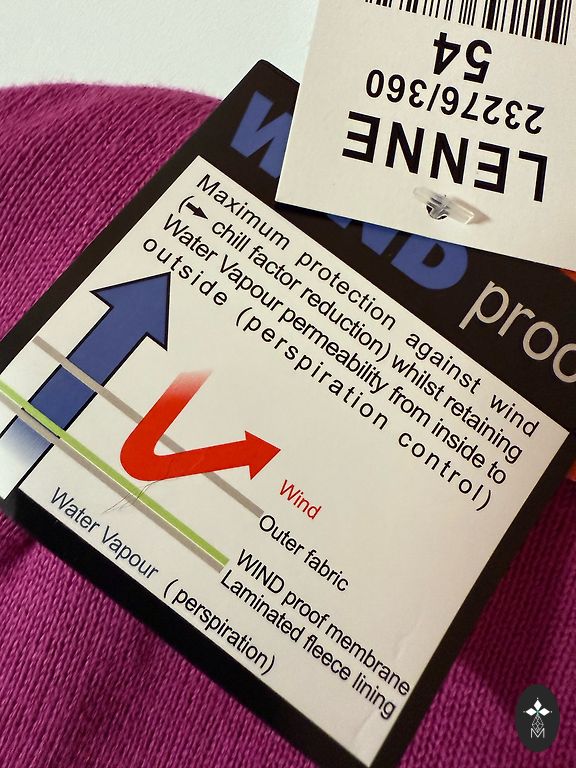 54
23276/360
LENNE
WIND proo
Maximum protection against wind
(➞ chill factor reduction) whilst retaining
Water Vapour permeability from inside to
outside (perspiration control)
Wind
Outer fabric
WIND proof membrane
Laminated fleece lining
Water Vapour (perspiration)
M